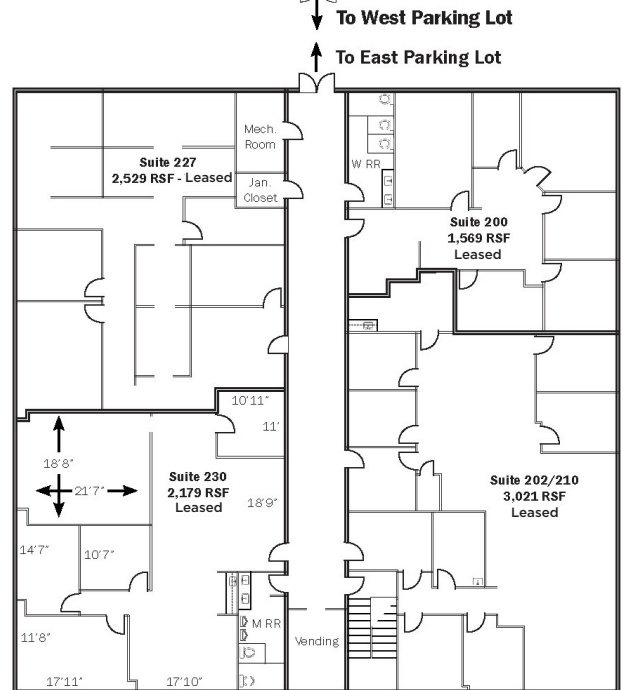 To West Parking Lot
To East Parking Lot
Mech.
Room
Suite 227
2,529 RSF - Leased
Jan.
Closet
W RR
Suite 200
1,569 RSF
Leased
10'11"
11'
18'8"
21'7"
Suite 230
2,179 RSF
Leased
18'9"
Suite 202/210
3,021 RSF
Leased
14'7"
10'7"
11'8"
M RR
Vending
17'11"
17'10"